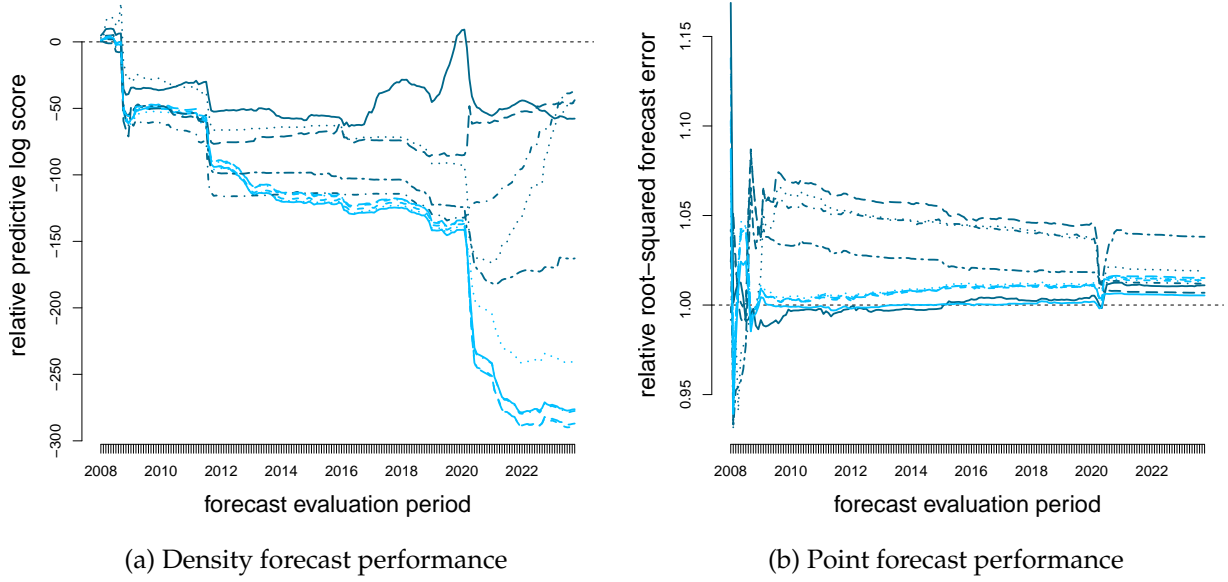 relative predictive log score
0
−50
−100
−150
−200
−250
−300
2008 2010 2012 2014 2016 2018 2020 2022
forecast evaluation period
(a) Density forecast performance
relative root−squared forecast error
1.15
1.10
1.05
1.00
0.95
2008 2010 2012 2014 2016 2018 2020 2022
forecast evaluation period
(b) Point forecast performance